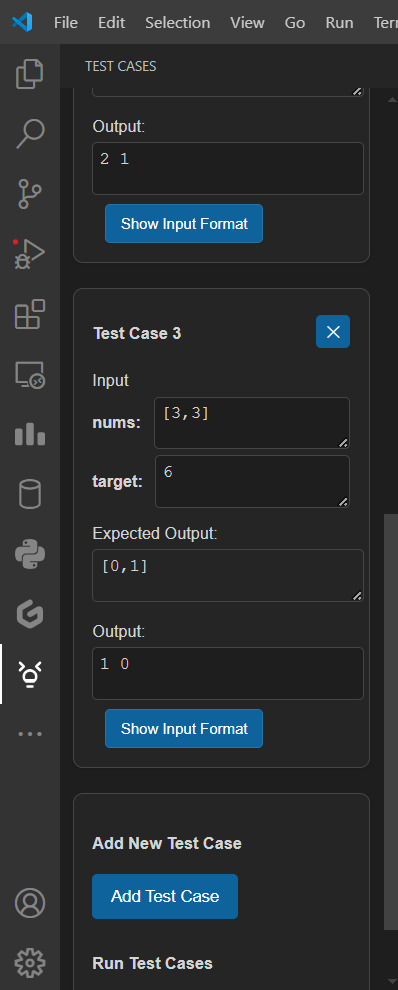 File Edit Selection View Go Run Ter
TEST CASES
Output:
2 1
Show Input Format
Test Case 3
Input
nums: [3,3]
target: 6
Expected Output:
[0,1]
Output:
1 0
Show Input Format
Add New Test Case
Add Test Case
Run Test Cases